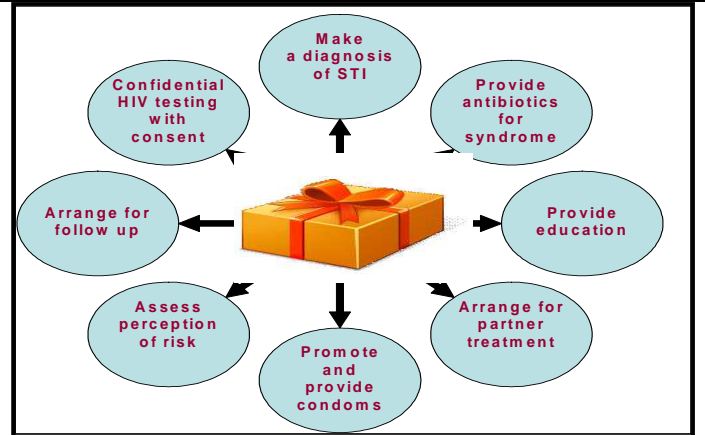 Make
a diagnosis
of STI
Provide
antibiotics
for
syndrome
Provide
education
Arrange for
partner
treatment
Promote
and
provide
condoms
Assess
perception
of risk
Arrange for
follow up
Confidential
HIV testing
with
consent